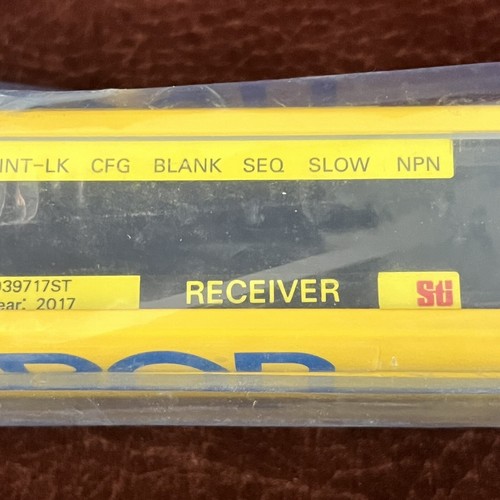 INT-LK CFG BLANK SEQ SLOW NPN
039717ST
ear: 2017
RECEIVER
Sti